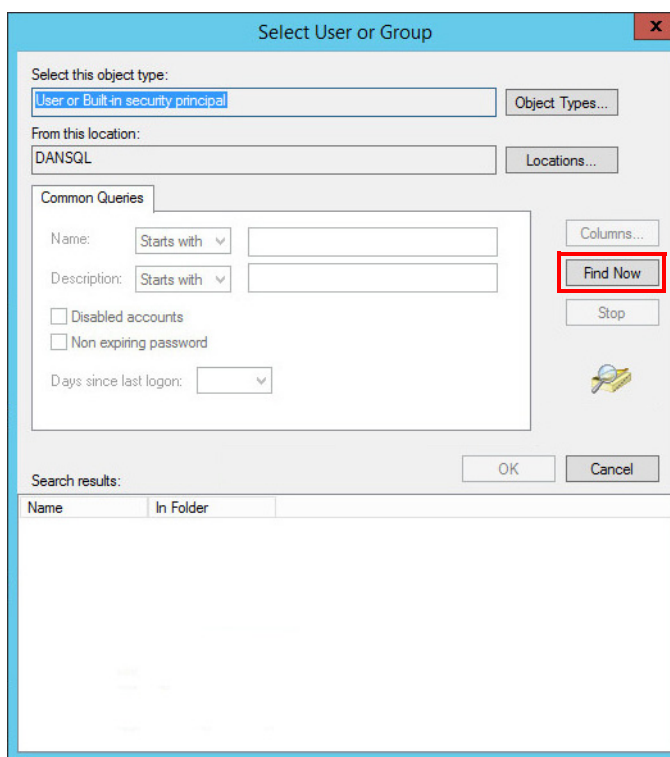 Select User or Group
x
Select this object type:
User or Built-in security principal
Object Types...
From this location:
DANSQL
Locations...
Common Queries
Name:
Starts with
Columns...
Description:
Starts with
Find Now
Disabled accounts
Stop
Non expiring password
Days since last logon:
OK
Cancel
Search results:
Name
In Folder